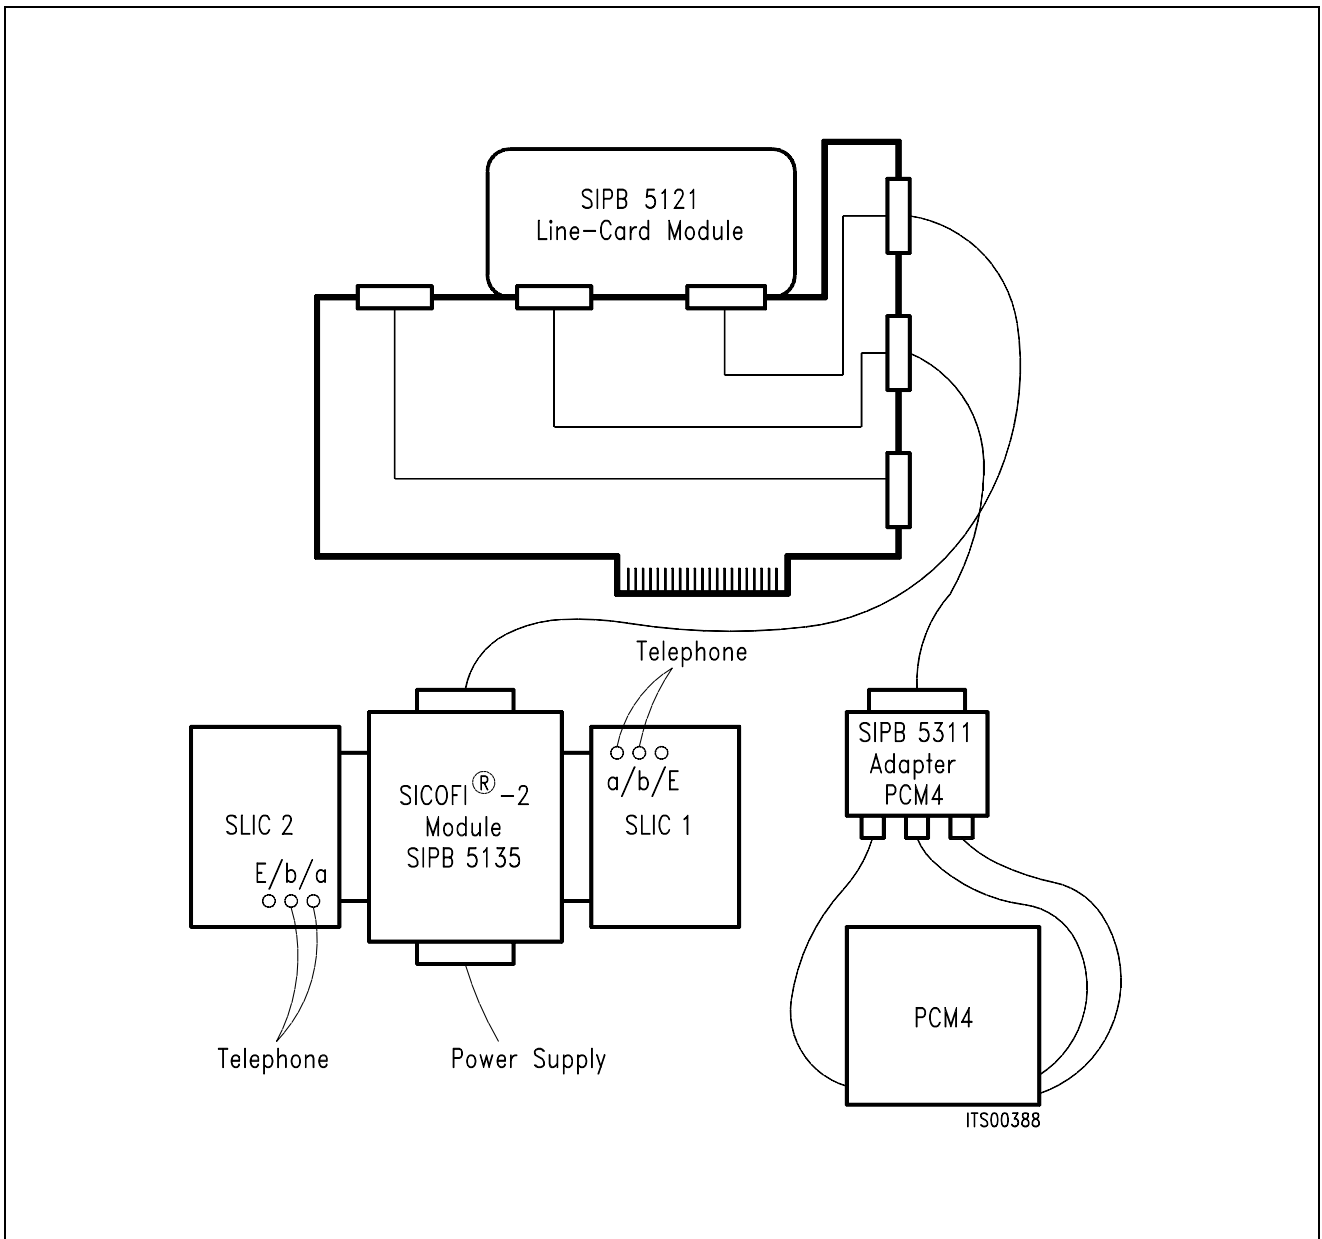 SIPB 5121
Line-Card Module
Telephone
SIPB 5311
Adapter
PCM4
a/b/E
SICOFI®-2
Module
SIPB 5135
SLIC 2
SLIC 1
E/b/a
PCM4
Telephone
Power Supply
ITS00388